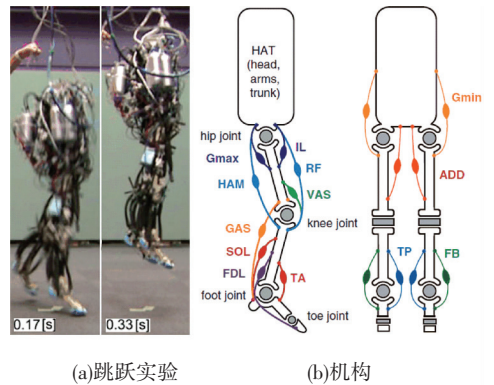 0.17[s]
0.33[s]
HAT
(head,
arms,
trunk)
hip joint
Gmax
IL
HAM
RF
VAS
GAS
knee joint
SOL
FDL
TA
foot joint
toe joint
Gmin
ADD
TP
FB
(a)跳跃实验
(b)机构